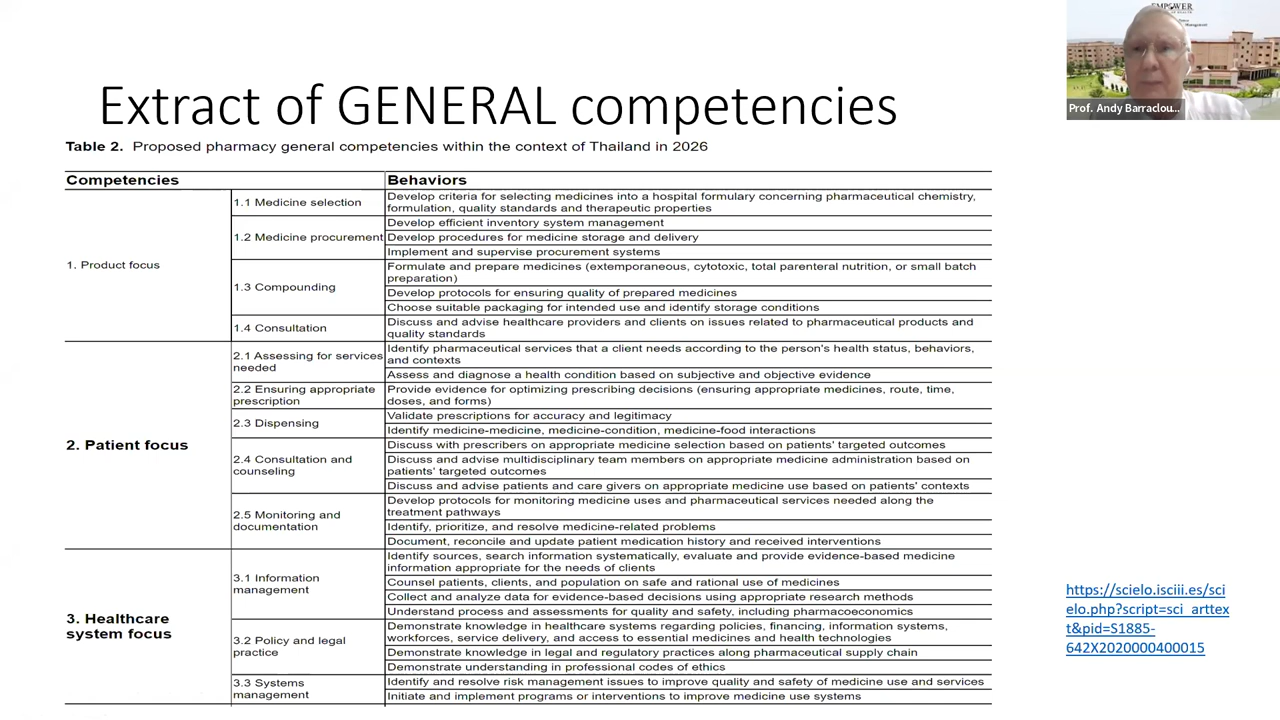 EMPOWER
Extract of GENERAL competencies
Prof. Andy Barraclou...
Table 2. Proposed pharmacy general competencies within the context of Thailand in 2026
Competencies
Behaviors
1. Product focus
1.1 Medicine selection
Develop criteria for selecting medicines into a hospital formulary concerning pharmaceutical chemistry,
formulation, quality standards and therapeutic properties
1.2 Medicine procurement
Develop efficient inventory system management
Develop procedures for medicine storage and delivery
Implement and supervise procurement systems
1.3 Compounding
Formulate and prepare medicines (extemporaneous, cytotoxic, total parenteral nutrition, or small batch
preparation)
Develop protocols for ensuring quality of prepared medicines
Choose suitable packaging for intended use and identify storage conditions
1.4 Consultation
Discuss and advise healthcare providers and clients on issues related to pharmaceutical products and
quality standards
2. Patient focus
2.1 Assessing for services
needed
Identify pharmaceutical services that a client needs according to the person's health status, behaviors,
and contexts
Assess and diagnose a health condition based on subjective and objective evidence
2.2 Ensuring appropriate
prescription
Provide evidence for optimizing prescribing decisions (ensuring appropriate medicines, route, time,
doses, and forms)
2.3 Dispensing
Validate prescriptions for accuracy and legitimacy
Identify medicine-medicine, medicine-condition, medicine-food interactions
2.4 Consultation and
counseling
Discuss with prescribers on appropriate medicine selection based on patients' targeted outcomes
Discuss and advise multidisciplinary team members on appropriate medicine administration based on
patients' targeted outcomes
Discuss and advise patients and care givers on appropriate medicine use based on patients' contexts
2.5 Monitoring and
documentation
Develop protocols for monitoring medicine uses and pharmaceutical services needed along the
treatment pathways
Identify, prioritize, and resolve medicine-related problems
Document, reconcile and update patient medication history and received interventions
3. Healthcare
system focus
3.1 Information
management
Identify sources, search information systematically, evaluate and provide evidence-based medicine
information appropriate for the needs of clients
Counsel patients, clients, and population on safe and rational use of medicines
Collect and analyze data for evidence-based decisions using appropriate research methods
Understand process and assessments for quality and safety, including pharmacoeconomics
3.2 Policy and legal
practice
Demonstrate knowledge in healthcare systems regarding policies, financing, information systems,
workforces, service delivery, and access to essential medicines and health technologies
Demonstrate knowledge in legal and regulatory practices along pharmaceutical supply chain
Demonstrate understanding in professional codes of ethics
3.3 Systems
management
Identify and resolve risk management issues to improve quality and safety of medicine use and services
Initiate and implement programs or interventions to improve medicine use systems
https://scielo.isciii.es/sci
elo.php?script=sci_arttex
t&pid=S1885-
642X2020000400015